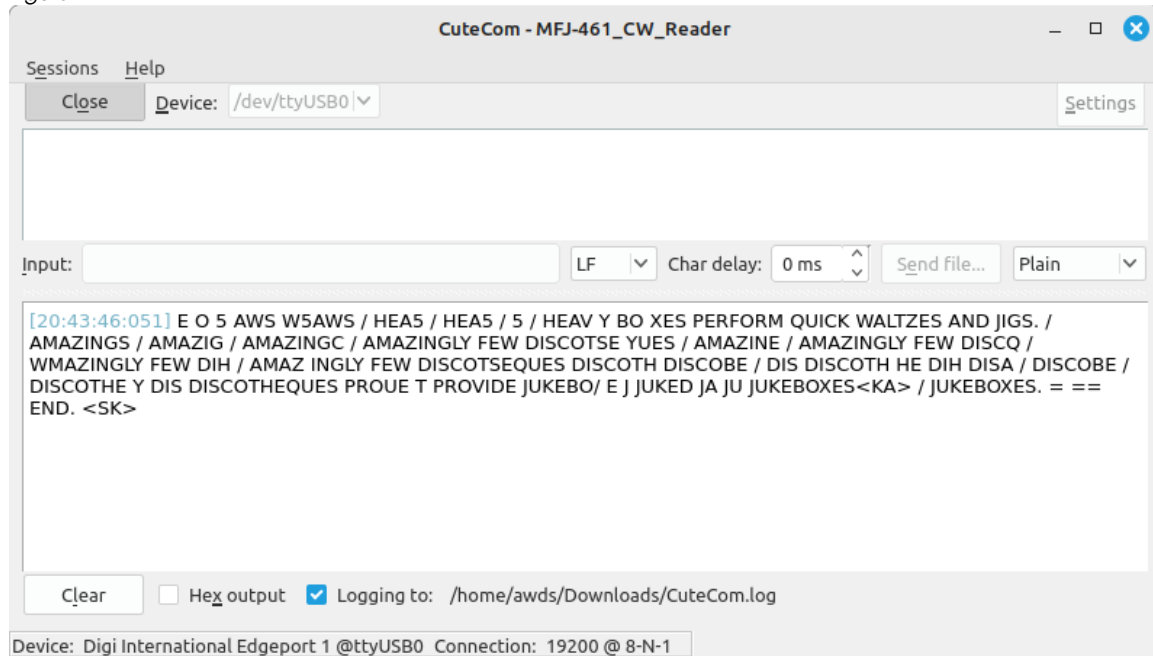 CuteCom - MFJ-461_CW_Reader
Sessions Help
Close Device: /dev/ttyUSB0 Settings
Input: LF Char delay: 0 ms Send file... Plain
[20:43:46:051] E O 5 AWS W5AWS / HEA5 / HEA5 / 5 / HEAV Y BO XES PERFORM QUICK WALTZES AND JIGS. /
AMAZINGS / AMAZIG / AMAZINGC / AMAZINGLY FEW DISCOTSE YUES / AMAZINE / AMAZINGLY FEW DISCQ /
WMAZINGLY FEW DIH / AMAZ INGLY FEW DISCOTSEQUES DISCOTH DISCOBE / DIS DISCOTH HE DIH DISA / DISCOBE /
DISCOTHE Y DIS DISCOTHEQUES PROUE T PROVIDE JUKEBO/ E J JUKED JA JU JUKEBOXES<KA> / JUKEBOXES. = ==
END. <SK>
Clear Hex output Logging to: /home/awds/Downloads/CuteCom.log
Device: Digi International Edgeport 1 @ttyUSB0 Connection: 19200 @ 8-N-1